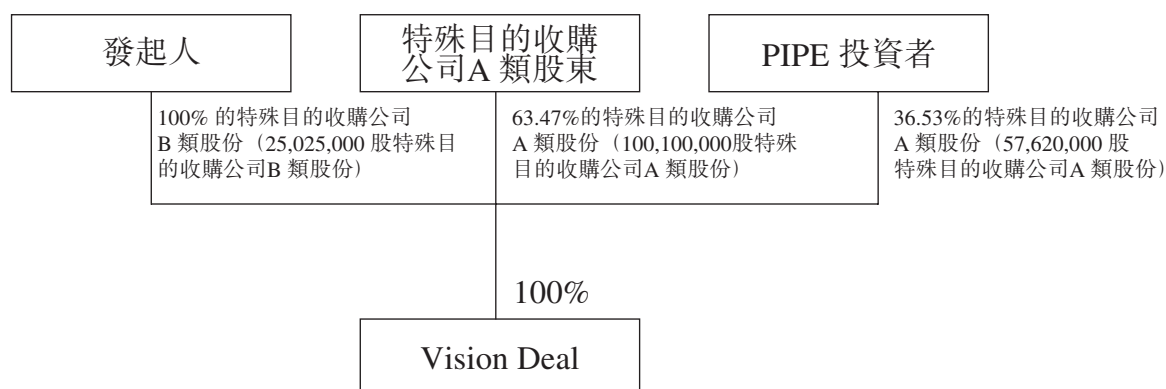 發起人
特殊目的收購
公司A 類股東
PIPE 投資者
100% 的特殊目的收購公司
B 類股份（25,025,000 股特殊目
的收購公司B 類股份）
63.47%的特殊目的收購公司
A 類股份（100,100,000股特殊
目的收購公司A 類股份）
36.53%的特殊目的收購公司
A 類股份（57,620,000 股
特殊目的收購公司A 類股份）
100%
Vision Deal